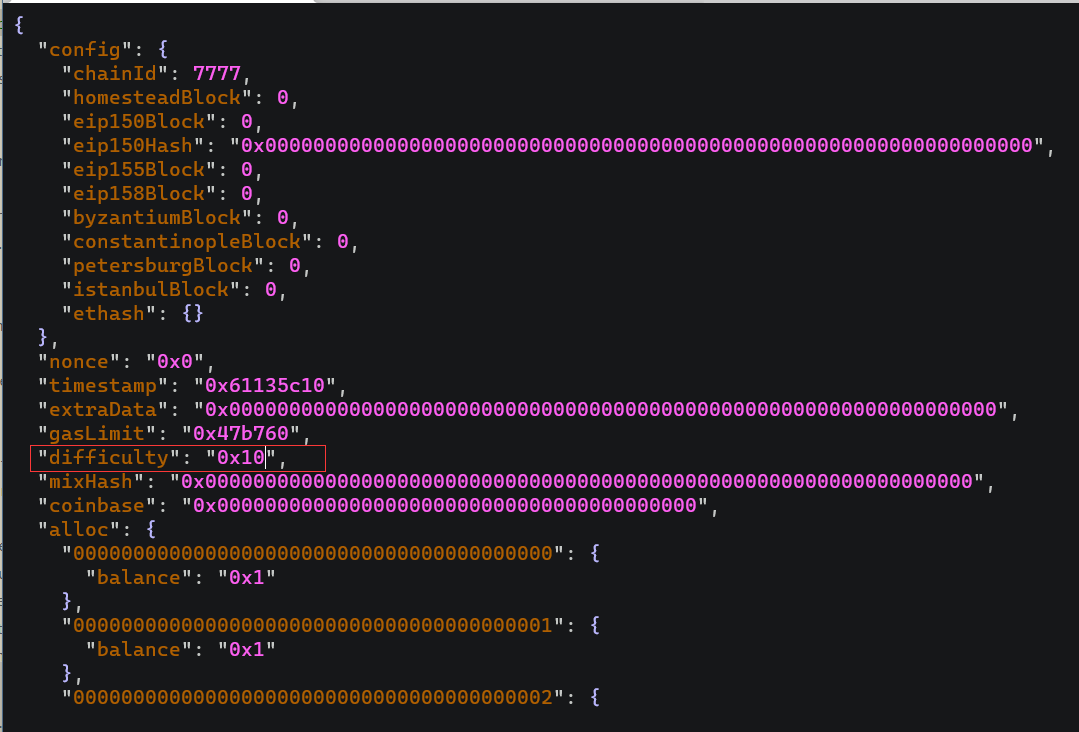 {
"config": {
"chainId": 7777,
"homesteadBlock": 0,
"eip150Block": 0,
"eip150Hash": "0x0000000000000000000000000000000000000000000000000000000000000000",
"eip155Block": 0,
"eip158Block": 0,
"byzantiumBlock": 0,
"constantinopleBlock": 0,
"petersburgBlock": 0,
"istanbulBlock": 0,
"ethash": {}
},
"nonce": "0x0",
"timestamp": "0x61135c10",
"extraData": "0x0000000000000000000000000000000000000000000000000000000000000000",
"gasLimit": "0x47b760",
"difficulty": "0x10",
"mixHash": "0x0000000000000000000000000000000000000000000000000000000000000000",
"coinbase": "0x0000000000000000000000000000000000000000",
"alloc": {
"0000000000000000000000000000000000000000": {
"balance": "0x1"
},
"0000000000000000000000000000000000000001": {
"balance": "0x1"
},
"0000000000000000000000000000000000000002": {